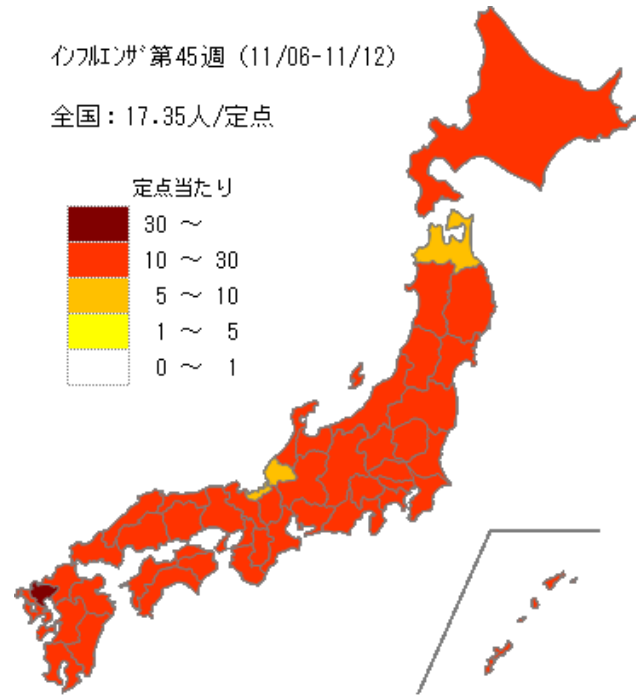 ｲﾝﾌﾙｴﾝｻﾞ第45週 (11/06-11/12)
全国：17.35人/定点
定点当たり
30 ～
10 ～ 30
5 ～ 10
1 ～ 5
0 ～ 1